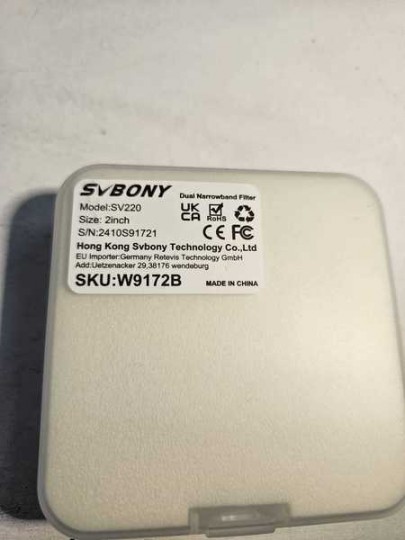 SVBONY Dual Narrowband Filter
Model:SV220
Size: 2inch
UK
CA
RoHS
S/N:2410S91721
CE FC
Hong Kong Svbony Technology Co.,Ltd
EU Importer:Germany Retevis Technology GmbH
Add:Uetzenacker 29,38176 wendeburg
SKU:W9172B MADE IN CHINA